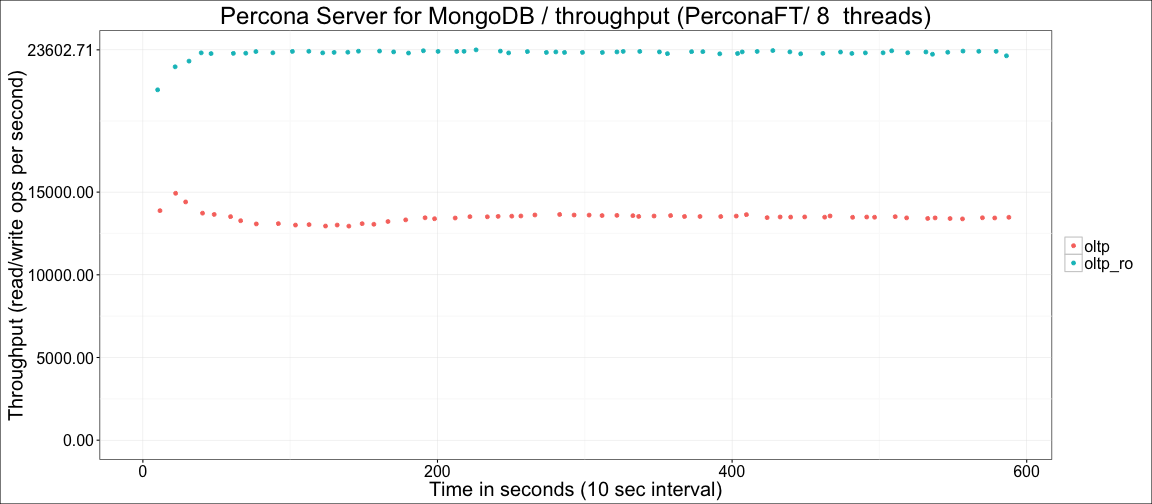 Percona Server for MongoDB / throughput (PerconaFT/ 8  threads)
Throughput (read/write ops per second)
23602.71
15000.00
10000.00
5000.00
0.00
0 200 400 600
Time in seconds (10 sec interval)
oltp
oltp_ro